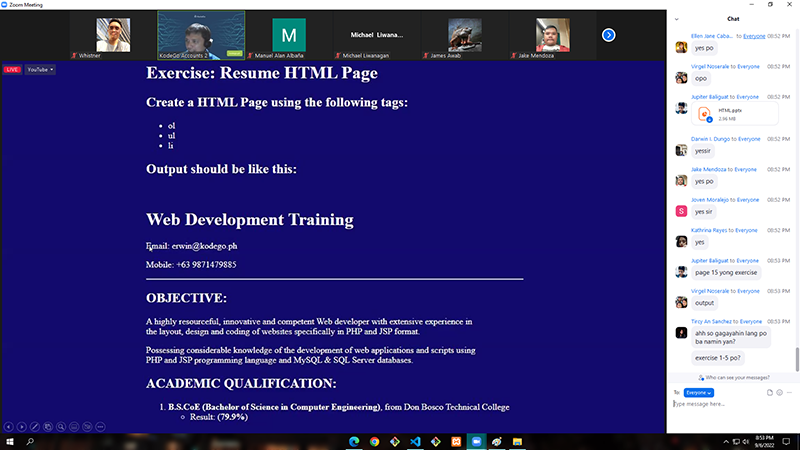 Zoom Meeting
Whistner
KodeGo Accounts 2
Manuel Alan Albaña
M
Michael Liwana...
Michael Liwanagan
James Awab
Jake Mendoza
LIVE
YouTube
Exercise: Resume HTML Page
Create a HTML Page using the following tags:
ol
ul
li
Output should be like this:
Web Development Training
Email: erwin@kodego.ph
Mobile: +63 9871479885
OBJECTIVE:
A highly resourceful, innovative and competent Web developer with extensive experience in
the layout, design and coding of websites specifically in PHP and JSP format.
Possessing considerable knowledge of the development of web applications and scripts using
PHP and JSP programming language and MySQL & SQL Server databases.
ACADEMIC QUALIFICATION:
1. B.S.CoE (Bachelor of Science in Computer Engineering), from Don Bosco Technical College
Result: (79.9%)
Chat
Ellen Jane Caba... to Everyone 08:52 PM
yes po
Virgel Noserale to Everyone 08:52 PM
opo
Jupiter Baliguat to Everyone 08:52 PM
HTML.pptx
2.96 MB
Darwin I. Dungo to Everyone 08:52 PM
yessir
Jake Mendoza to Everyone 08:52 PM
yes po
Joven Moralejo to Everyone 08:52 PM
S
yes sir
Kathrina Reyes to Everyone 08:52 PM
yes
Jupiter Baliguat to Everyone 08:53 PM
page 15 yong exercise
Virgel Noserale to Everyone 08:53 PM
output
Tircy An Sanchez to Everyone 08:53 PM
ahh so gagayahin lang po
ba namin yan?
exercise 1-5 po?
Who can see your messages?
To: Everyone
Type message here...
8:53 PM
9/6/2022